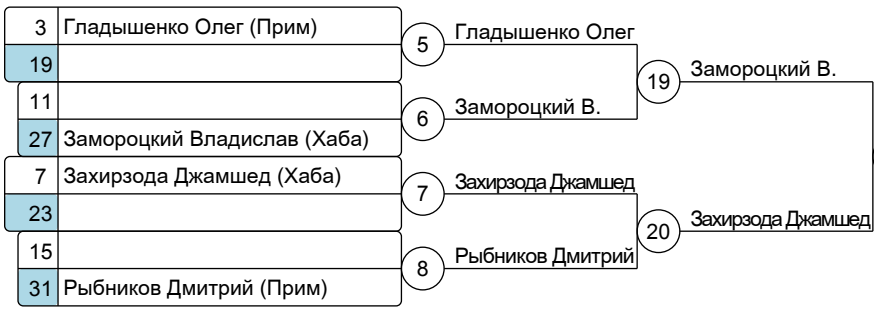 3 Гладышенко Олег (Прим)
19
5 Гладышенко Олег
11
27 Замороцкий Владислав (Хаба)
6 Замороцкий В.
19 Замороцкий В.
7 Захирзода Джамшед (Хаба)
23
7 Захирзода Джамшед
15
31 Рыбников Дмитрий (Прим)
8 Рыбников Дмитрий
20 Захирзода Джамшед